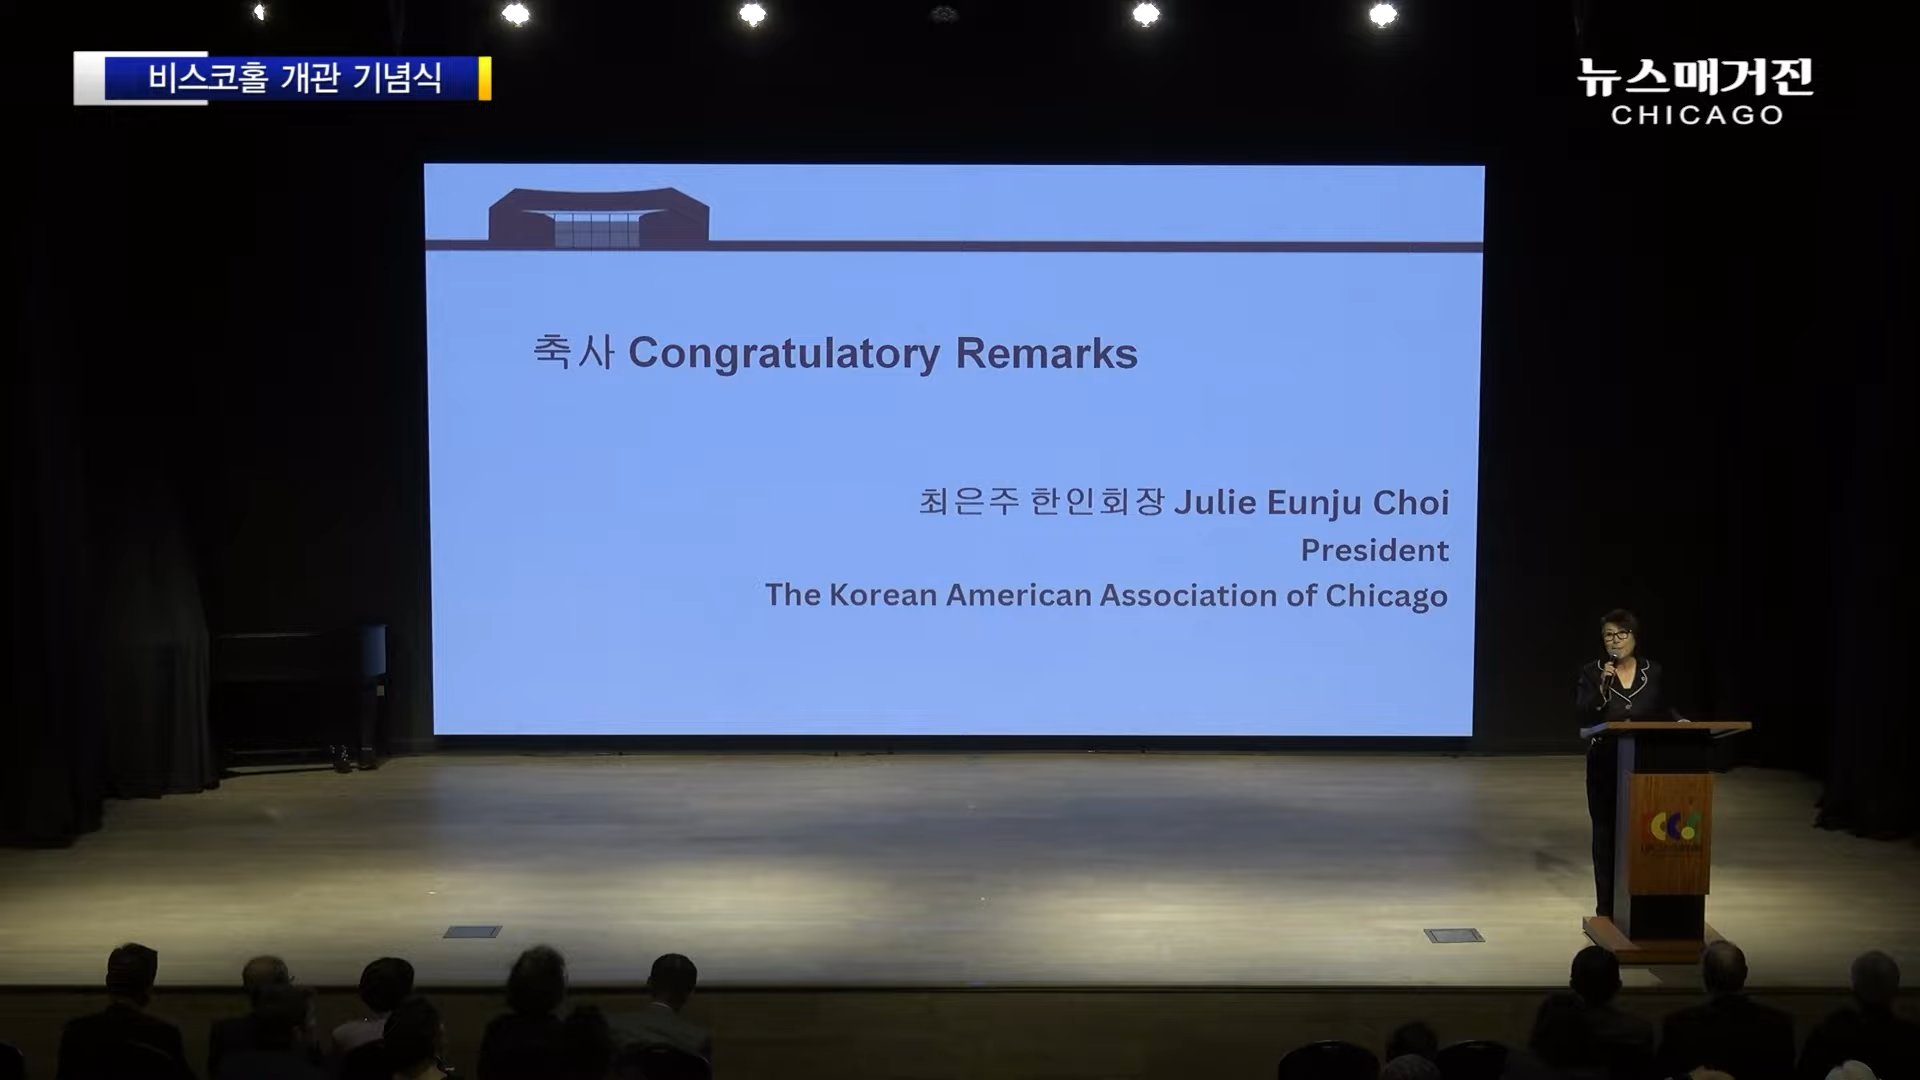 비스코홀 개관 기념식
뉴스매거진
CHICAGO
축사 Congratulatory Remarks
최은주 한인회장 Julie Eunju Choi
President
The Korean American Association of Chicago